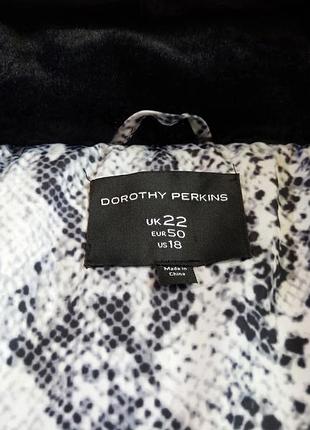 DOROTHY PERKINS
UK 22
EUR 50
US 18
Made in
China